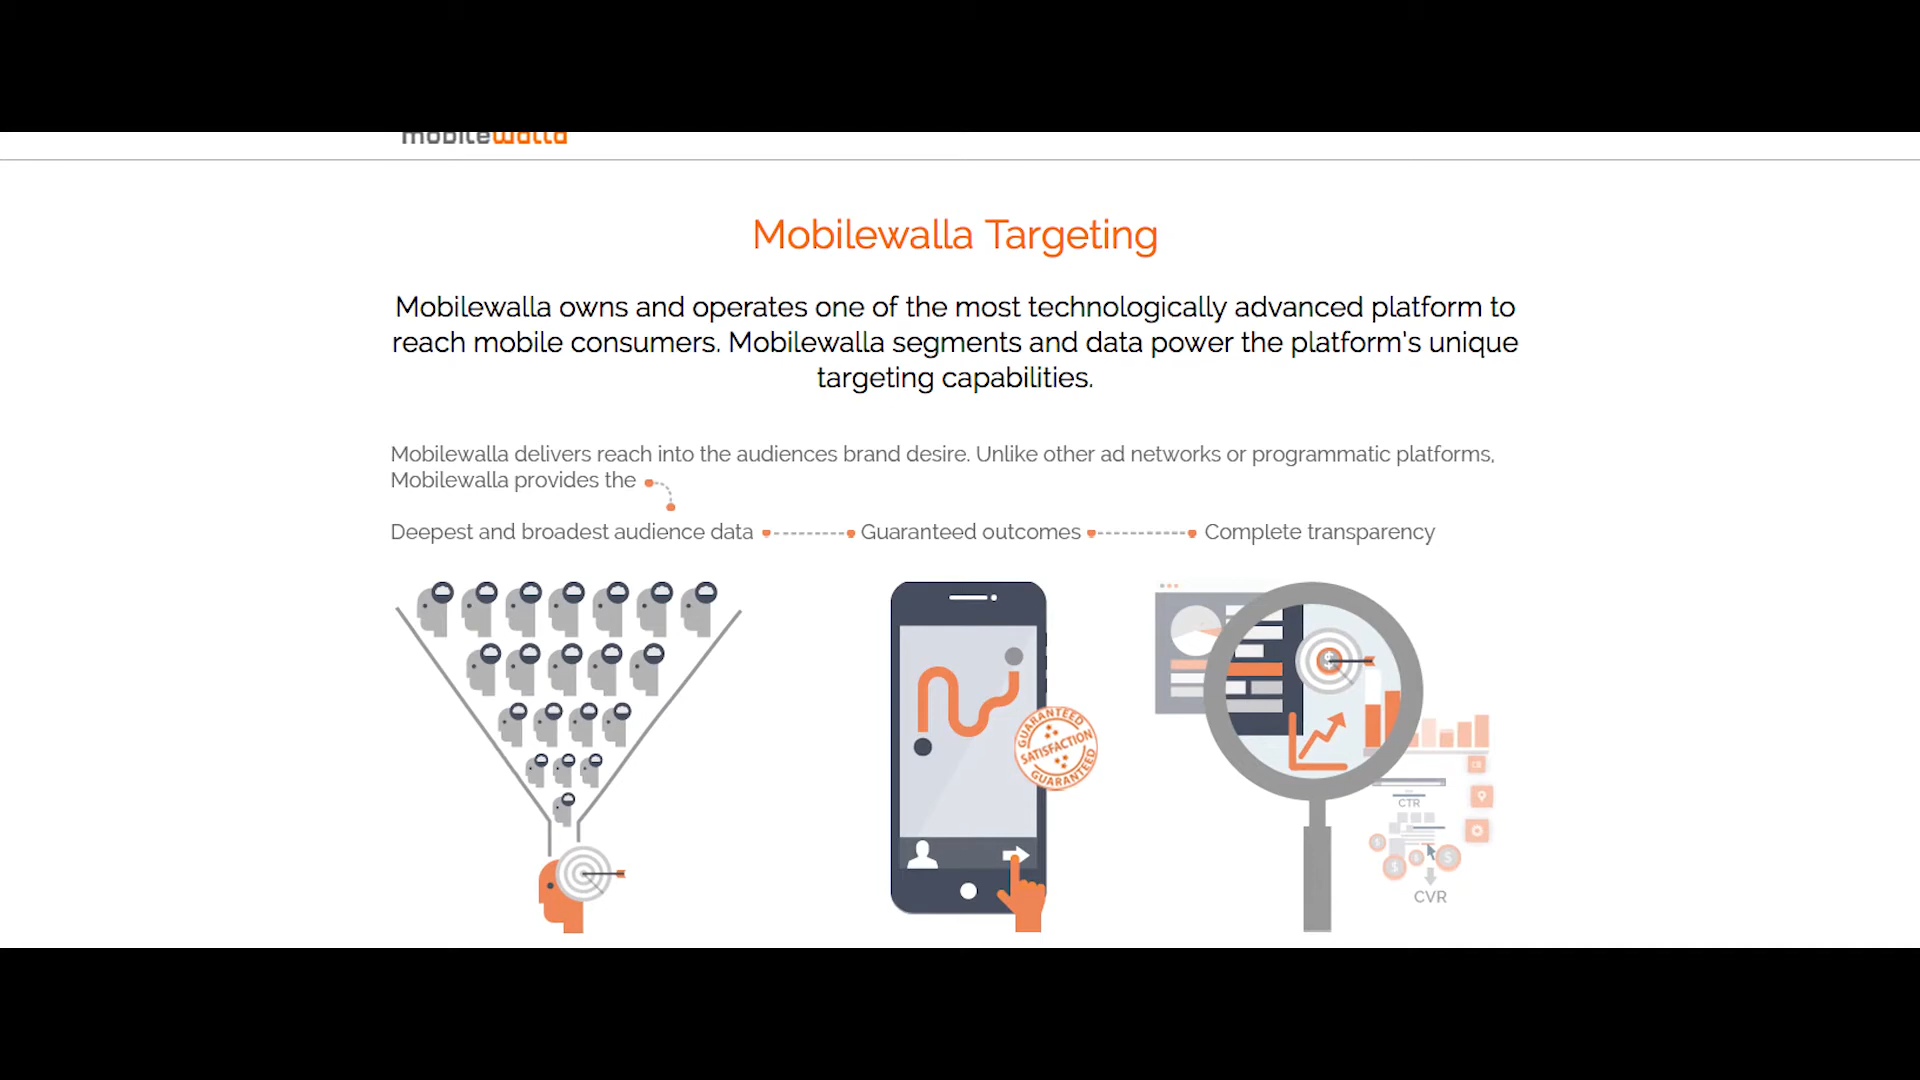 mobilewalla
Mobilewalla Targeting
Mobilewalla owns and operates one of the most technologically advanced platform to
reach mobile consumers. Mobilewalla segments and data power the platform's unique
targeting capabilities.
Mobilewalla delivers reach into the audiences brand desire. Unlike other ad networks or programmatic platforms,
Mobilewalla provides the
Deepest and broadest audience data
Guaranteed outcomes
Complete transparency
GUARANTEED
SATISFACTION
GUARANTEED
$
CTR
$
$
CVR